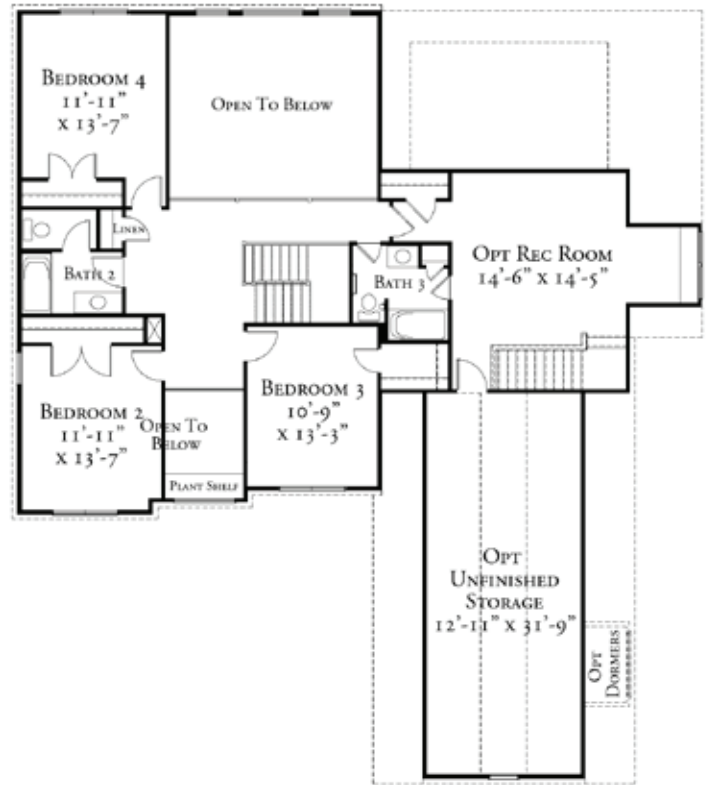 Bedroom 4
11'-11"
x 13'-7"
Open To Below
Linen
Bath 2
Opt Rec Room
14'-6" x 14'-5"
Bath 3
Bedroom 2
11'-11"
x 13'-7"
Open To
Below
Plant Shelf
Bedroom 3
10'-9"
x 13'-3"
Opt
Unfinished
Storage
12'-11" x 31'-9"
Opt
Dormers